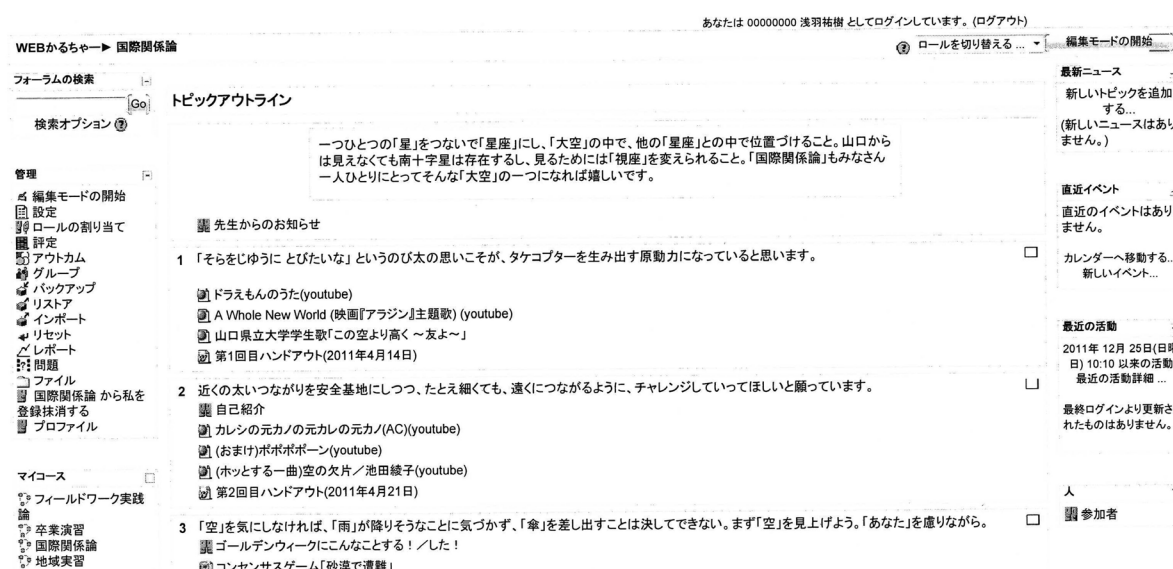 あなたは 00000000 浅羽祐樹 としてログインしています。(ログアウト)
WEBかるちゃー► 国際関係論
ロールを切り替える ...
編集モードの開始
フォーラムの検索
Go
検索オプション
管理
編集モードの開始
設定
ロールの割り当て
評定
アウトカム
グループ
バックアップ
リストア
インポート
リセット
レポート
問題
ファイル
国際関係論 から私を
登録抹消する
プロファイル
マイコース
フィールドワーク実践
論
卒業演習
国際関係論
地域実習
トピックアウトライン
一つひとつの「星」をつないで「星座」にし、「大空」の中で、他の「星座」との中で位置づけること。山口から
は見えなくても南十字星は存在するし、見るためには「視座」を変えられること。「国際関係論」もみなさん
一人ひとりにとってそんな「大空」の一つになれば嬉しいです。
先生からのお知らせ
1 「そらをじゆうに とびたいな」 というのび太の思いこそが、タケコプターを生み出す原動力になっていると思います。
ドラえもんのうた(youtube)
A Whole New World (映画『アラジン』主題歌) (youtube)
山口県立大学学生歌「この空より高く ～友よ～」
第1回目ハンドアウト(2011年4月14日)
2 近くの太いつながりを安全基地にしつつ、たとえ細くても、遠くにつながるように、チャレンジしていってほしいと願っています。
自己紹介
カレシの元カノの元カレの元カノ(AC)(youtube)
(おまけ)ポポポポーン(youtube)
(ホッとする一曲)空の欠片／池田綾子(youtube)
第2回目ハンドアウト(2011年4月21日)
3 「空」を気にしなければ、「雨」が降りそうなことに気づかず、「傘」を差し出すことは決してできない。まず「空」を見上げよう。「あなた」を慮りながら。
ゴールデンウィークにこんなことする！／した！
コンセンサスゲーム「砂漠で遭難」
最新ニュース
新しいトピックを追加
する...
(新しいニュースはあり
ません。)
直近イベント
直近のイベントはあり
ません。
カレンダーへ移動する...
新しいイベント...
最近の活動
2011年 12月 25日(日曜
日) 10:10 以来の活動
最近の活動詳細 ...
最終ログインより更新さ
れたものはありません。
人
参加者